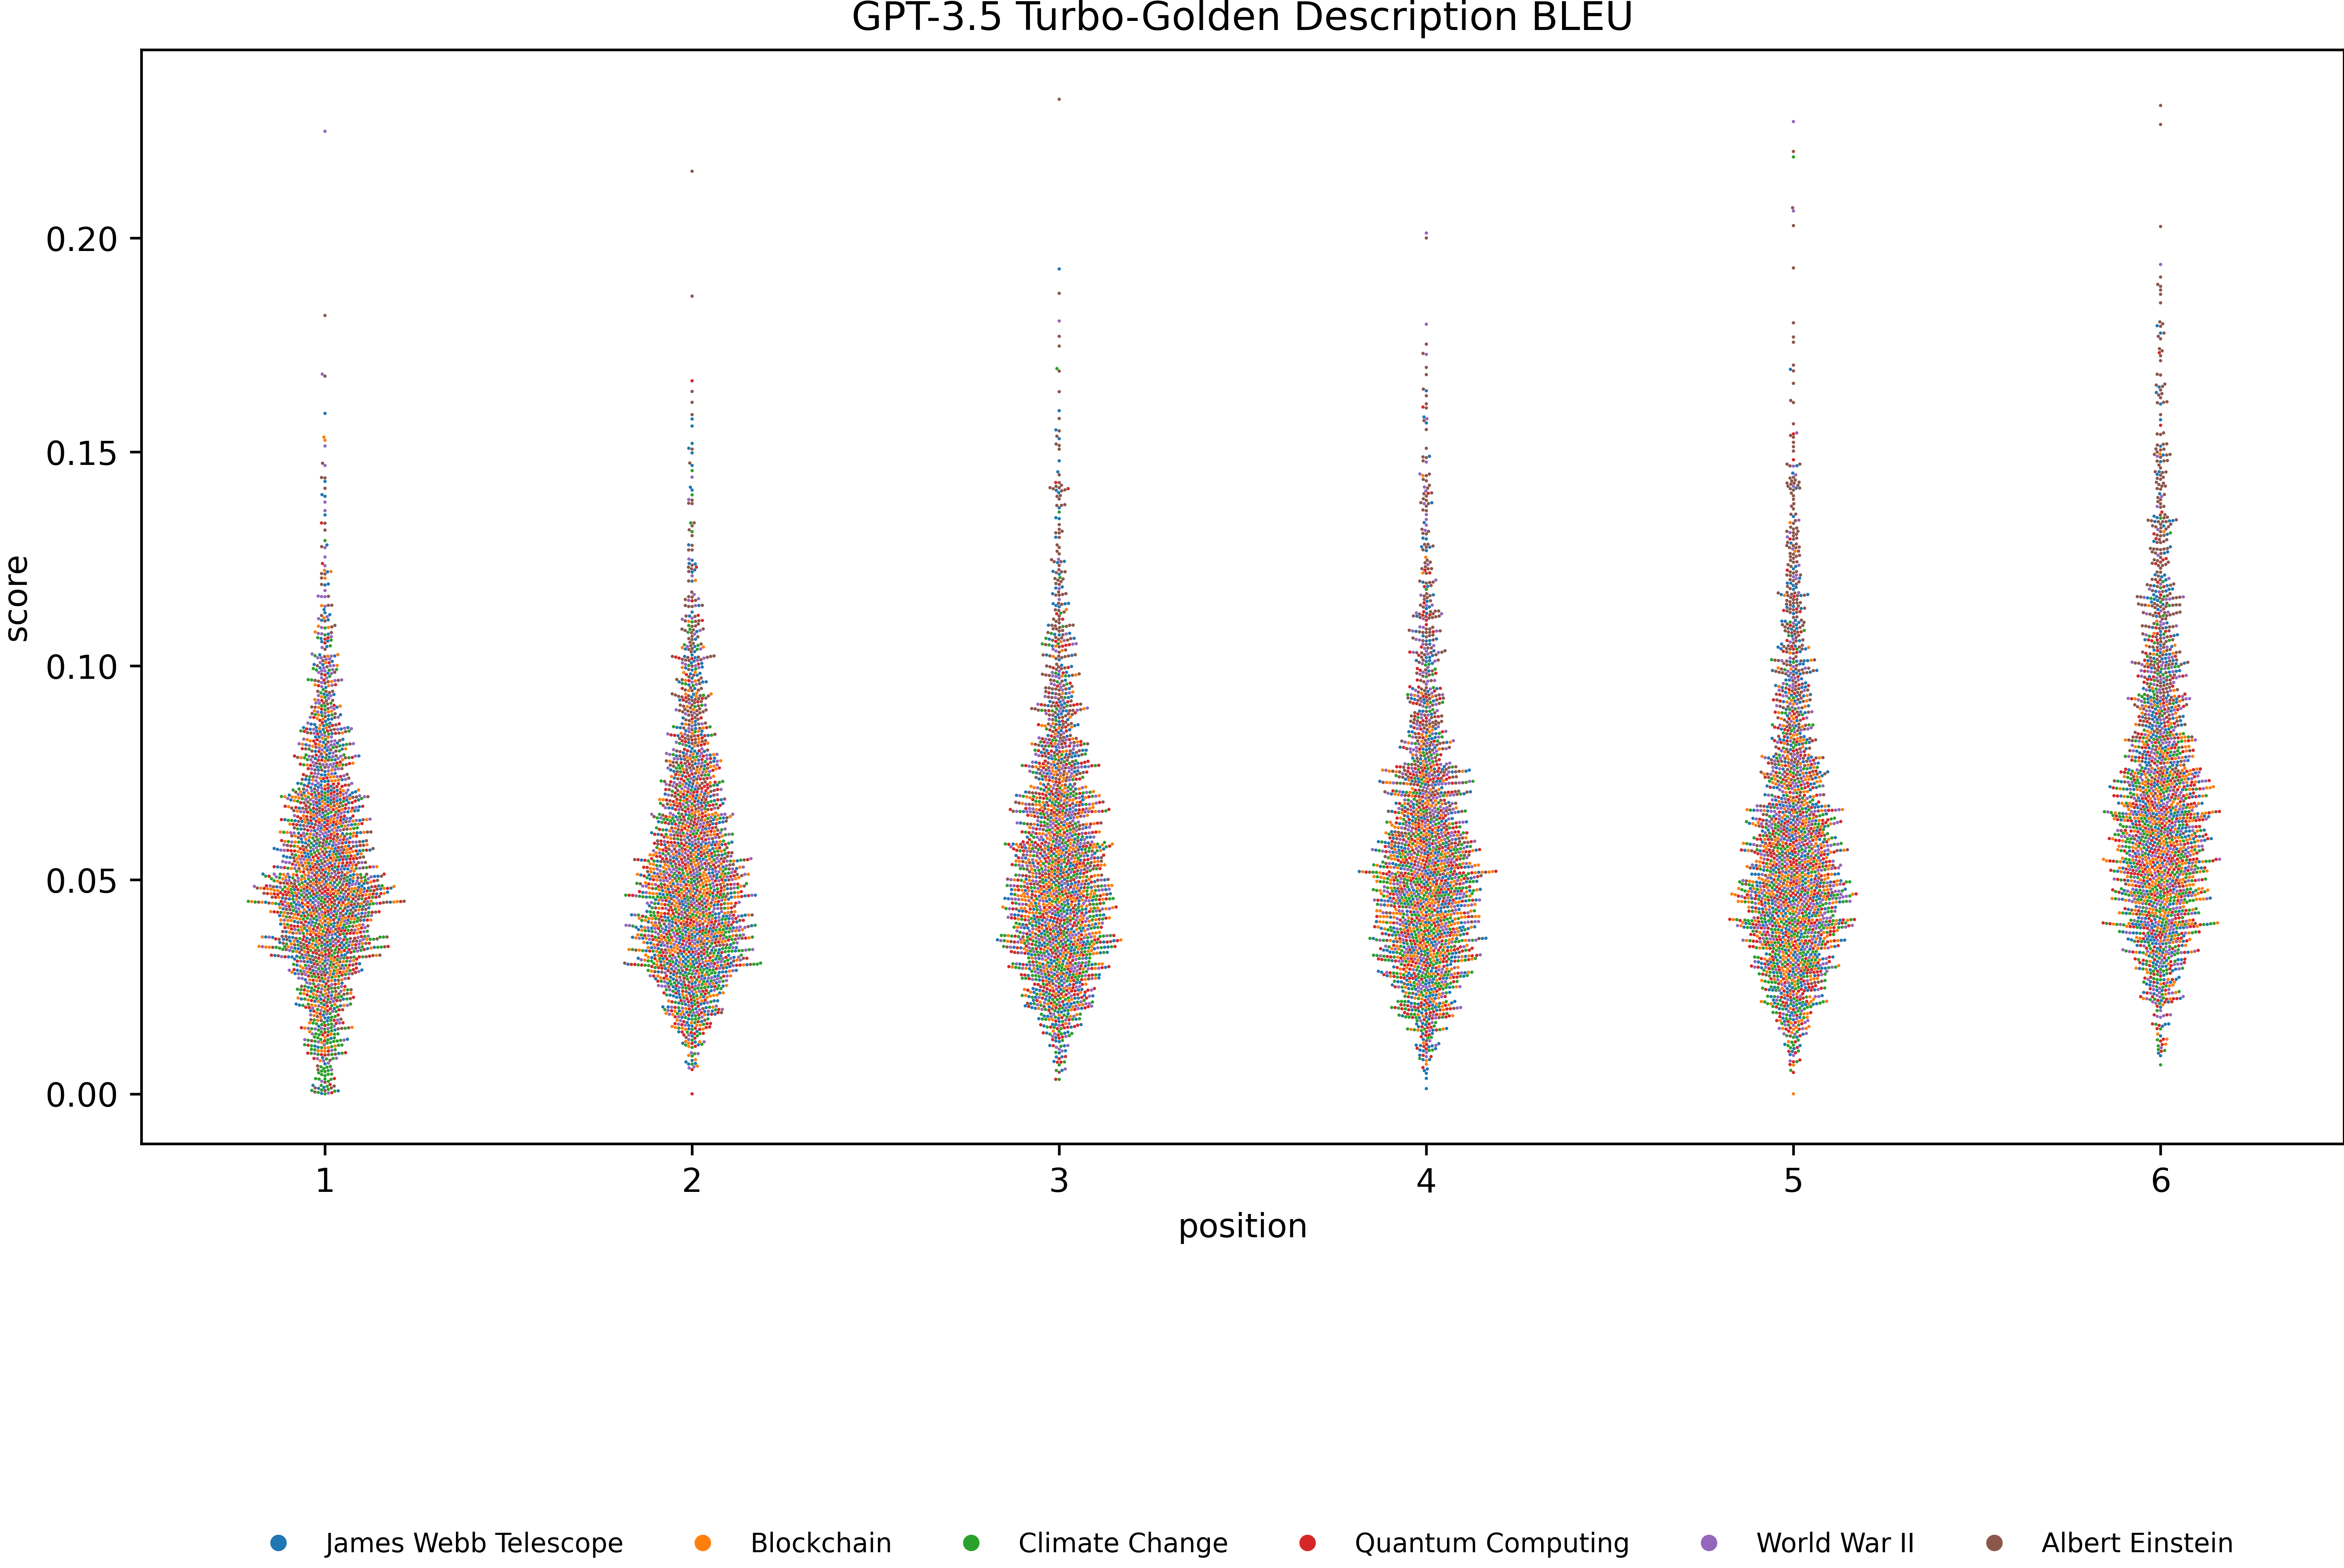 GPT-3.5 Turbo-Golden Description BLEU
score
0.20
0.15
0.10
0.05
0.00
1 2 3 4 5 6
position
James Webb Telescope Blockchain Climate Change Quantum Computing World War II Albert Einstein